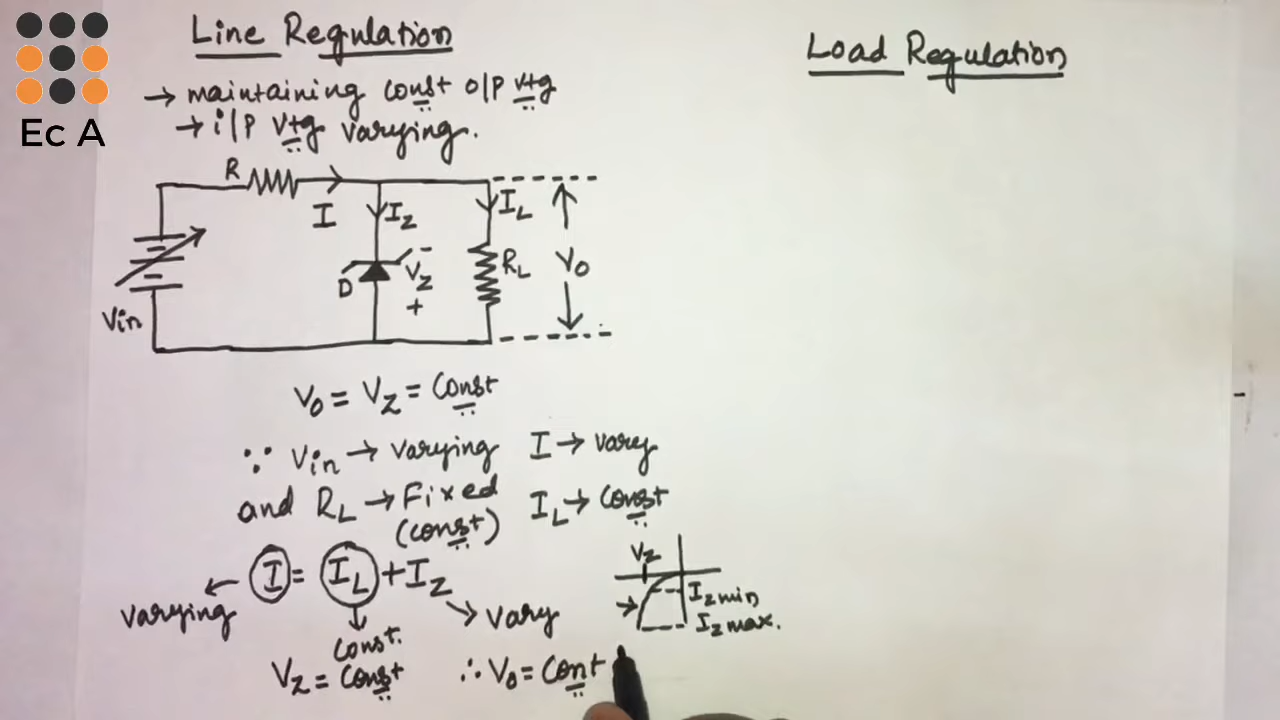 Ec A
Line Regulation
→ maintaining const o/p vtg
→ i/p vtg varying.
R
I
Iz
IL
D
Vz
-
+
RL
Vo
Vin
Vo = Vz = Const
∵ Vin → varying I → vary
and RL → Fixed IL → Const
(const)
I = IL + Iz
varying
const.
vary
Vz = Const ∴ Vo = Cont
Vz
Iz min
Iz max.
Load Regulation